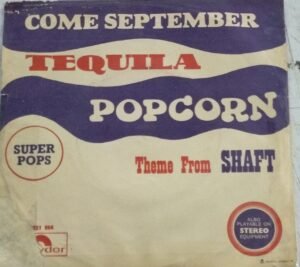 COME SEPTEMBER
TEQUILA
POPCORN
SUPER
POPS
Theme From SHAFT
ALSO
PLAYABLE ON
STEREO
EQUIPMENT